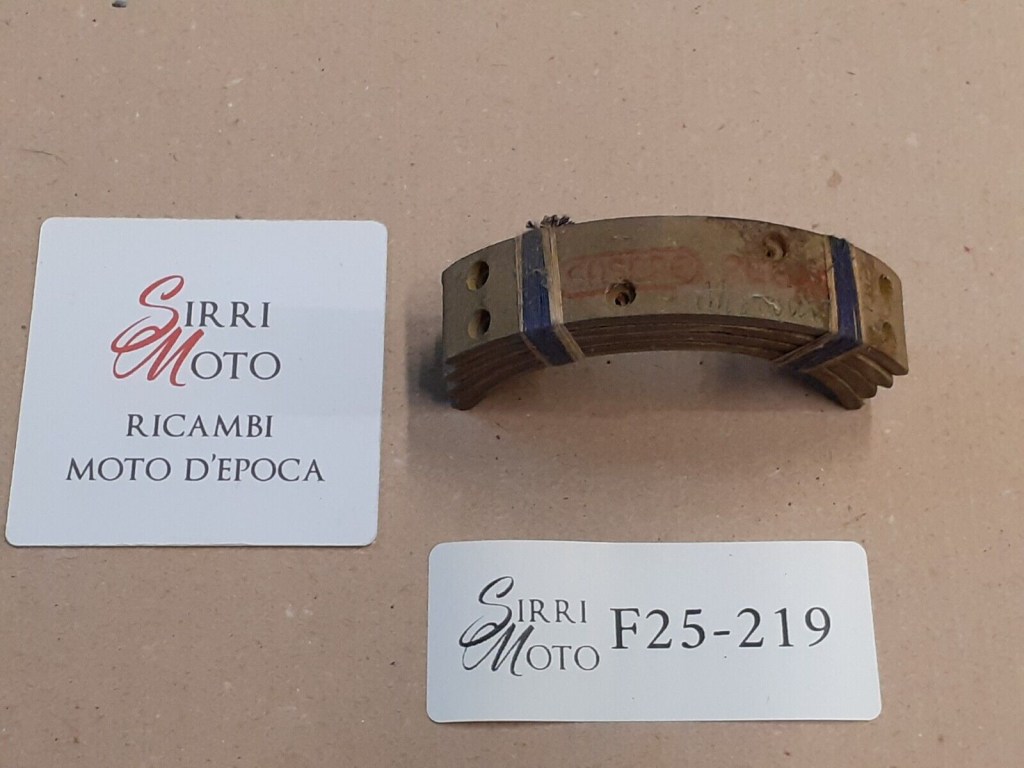 SIRRI
MOTO
RICAMBI
MOTO D'EPOCA
SIRRI
MOTO
F25-219